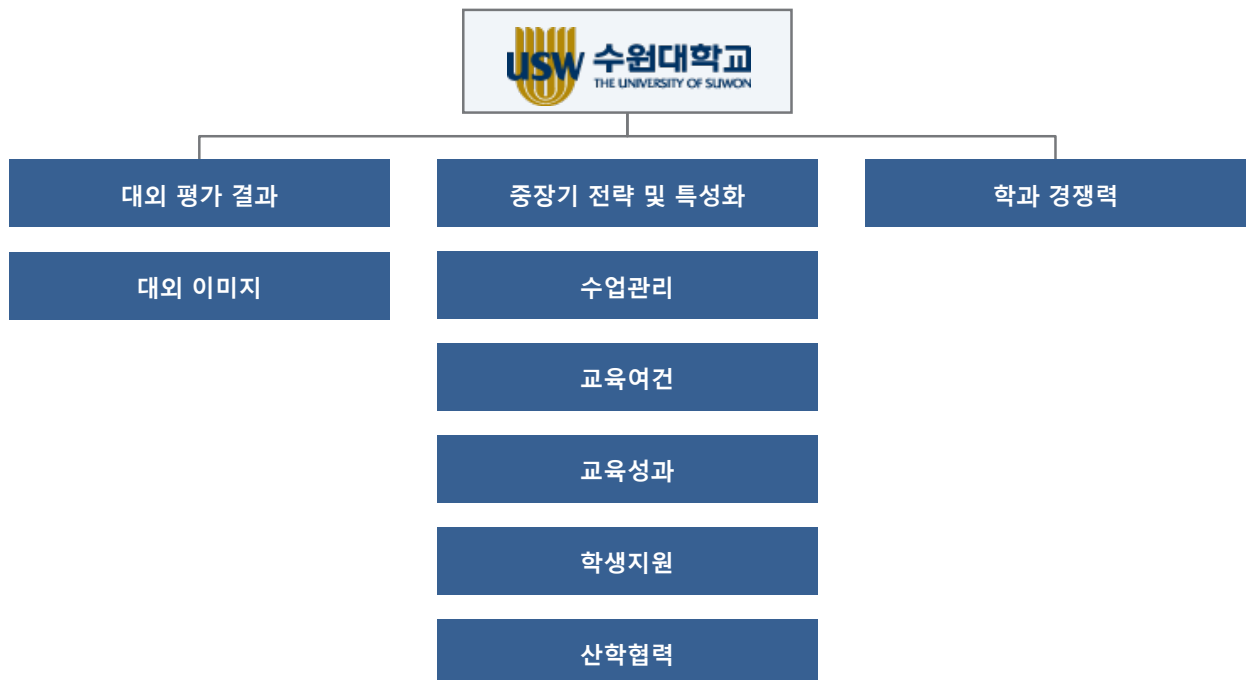 USW 수원대학교
THE UNIVERSITY OF SUWON
대외 평가 결과
중장기 전략 및 특성화
학과 경쟁력
대외 이미지
수업관리
교육여건
교육성과
학생지원
산학협력